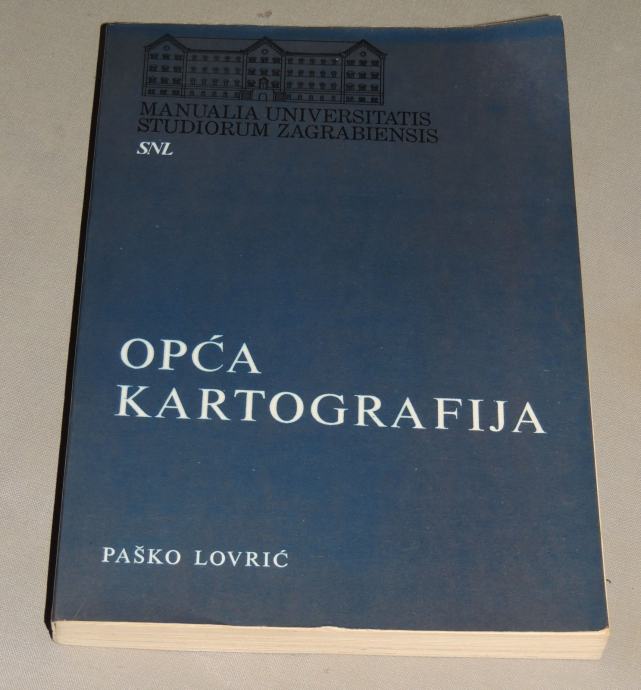 MANUALIA UNIVERSITATIS
STUDIORUM ZAGRABIENSIS
SNL
OPĆA
KARTOGRAFIJA
PAŠKO LOVRIĆ